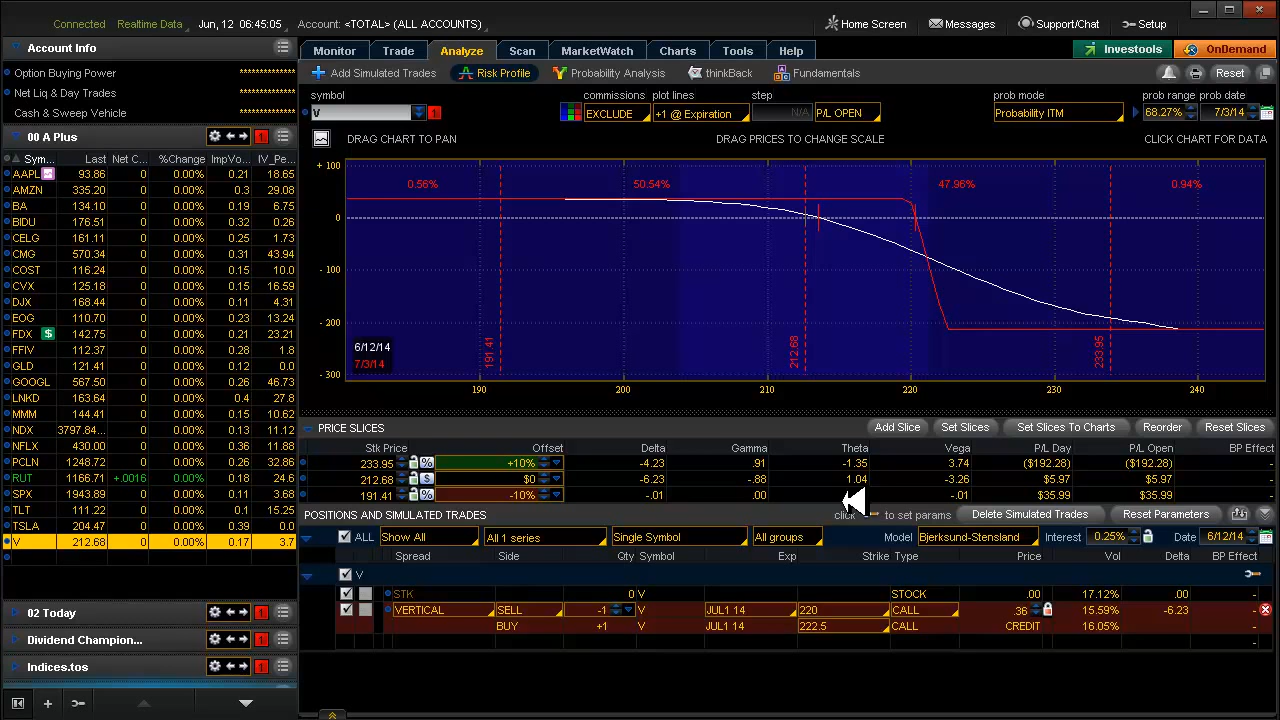 Connected Realtime Data Jun, 12 06:45:05 Account: <TOTAL> (ALL ACCOUNTS) Home Screen Messages Support/Chat Setup
Account Info
Option Buying Power **************
Net Liq & Day Trades **************
Cash & Sweep Vehicle **************
00 A Plus 1
Sym... Last Net C... %Change ImpVo... IV_Pe...
AAPL 93.86 0 0.00% 0.21 18.65
AMZN 335.20 0 0.00% 0.3 29.08
BA 134.10 0 0.00% 0.19 6.75
BIDU 176.51 0 0.00% 0.32 0.26
CELG 161.11 0 0.00% 0.25 1.73
CMG 570.34 0 0.00% 0.31 43.94
COST 116.24 0 0.00% 0.15 10.0
CVX 125.18 0 0.00% 0.15 16.59
DJX 168.44 0 0.00% 0.11 4.31
EOG 110.70 0 0.00% 0.23 13.24
FDX $ 142.75 0 0.00% 0.21 23.21
FFIV 112.37 0 0.00% 0.28 1.8
GLD 121.41 0 0.00% 0.12 0.0
GOOGL 567.50 0 0.00% 0.26 46.73
LNKD 163.64 0 0.00% 0.4 27.8
MMM 144.41 0 0.00% 0.15 10.62
NDX 3797.84... 0 0.00% 0.13 11.12
NFLX 430.00 0 0.00% 0.36 11.88
PCLN 1248.72 0 0.00% 0.26 32.86
RUT 1166.71 +.0016 0.00% 0.18 24.6
SPX 1943.89 0 0.00% 0.11 3.68
TLT 111.22 0 0.00% 0.1 15.25
TSLA 204.47 0 0.00% 0.39 0.0
V 212.68 0 0.00% 0.17 3.7
02 Today 1
Dividend Champion... 1
Indices.tos 1
Monitor Trade Analyze Scan MarketWatch Charts Tools Help Investools OnDemand
Add Simulated Trades Risk Profile Probability Analysis thinkBack Fundamentals Reset
symbol commissions plot lines step prob mode prob range prob date
V 1 EXCLUDE +1 @ Expiration N/A P/L OPEN Probability ITM 68.27% 7/3/14
DRAG CHART TO PAN DRAG PRICES TO CHANGE SCALE CLICK CHART FOR DATA
+ 100
0.56% 50.54% 47.96% 0.94%
0
- 100
- 200
- 300
191.41 212.68 233.95
6/12/14
7/3/14
190 200 210 220 230 240
PRICE SLICES Add Slice Set Slices Set Slices To Charts Reorder Reset Slices
Stk Price Offset Delta Gamma Theta Vega P/L Day P/L Open BP Effect
233.95 % +10% -4.23 .91 -1.35 3.74 ($192.28) ($192.28) -
212.68 $ $0 -6.23 -.88 1.04 -3.26 $5.97 $5.97 -
191.41 % -10% -.01 .00 -.01 $35.99 $35.99 -
POSITIONS AND SIMULATED TRADES click to set params Delete Simulated Trades Reset Parameters
ALL Show All All 1 series Single Symbol All groups Model Bjerksund-Stensland Interest 0.25% Date 6/12/14
Spread Side Qty Symbol Exp Strike Type Price Vol Delta BP Effect
V
STK 0 V STOCK .00 17.12% .00 -
VERTICAL SELL -1 V JUL1 14 220 CALL .36 15.59% -6.23 -
BUY +1 V JUL1 14 222.5 CALL CREDIT 16.05%
-